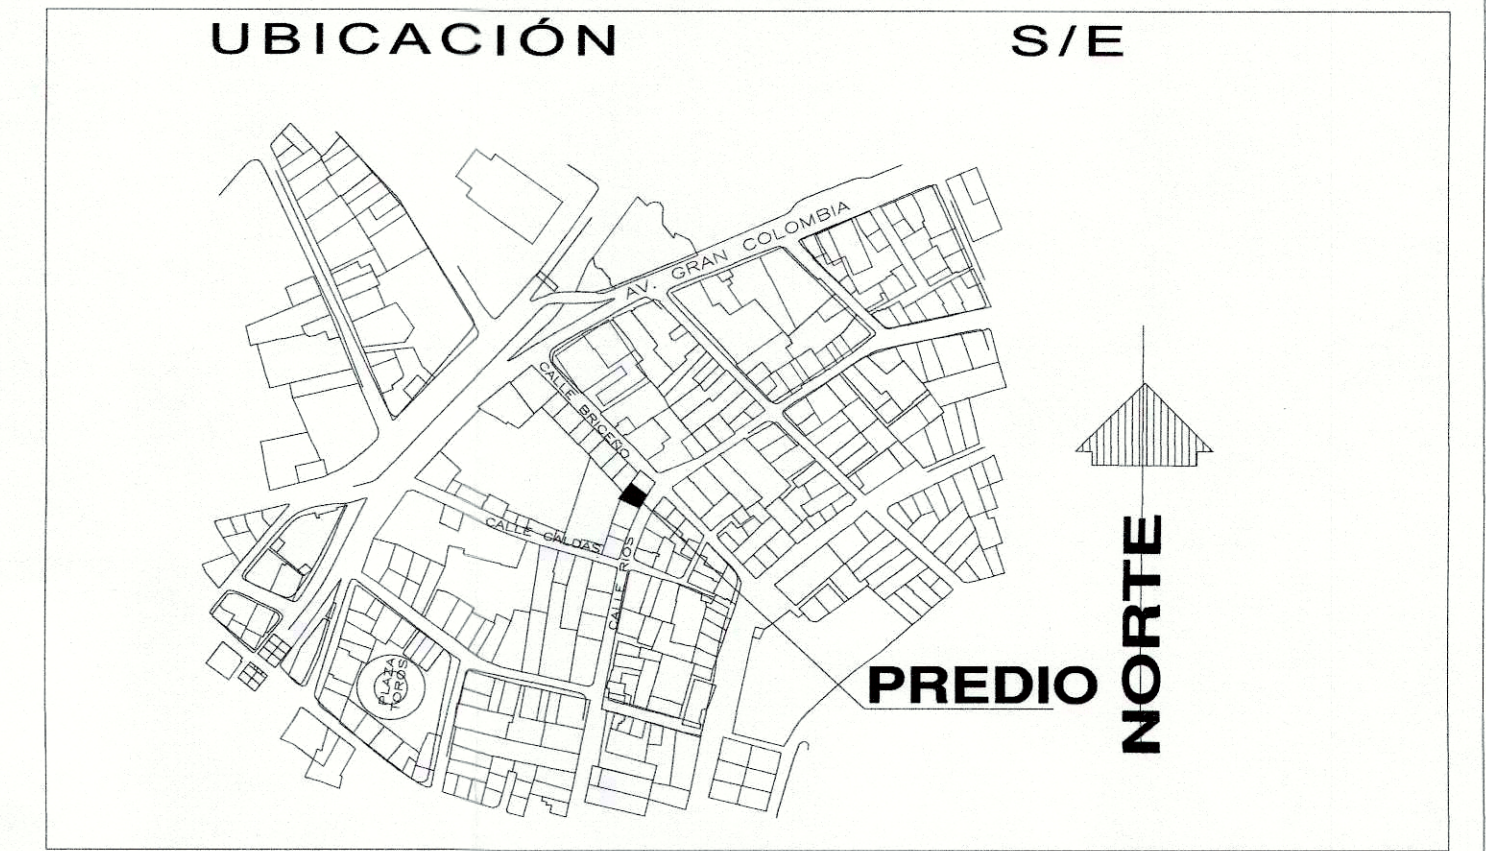 UBICACIÓN
S/E
AV. GRAN COLOMBIA
CALLE BRICEÑO
CALLE CALDAS
CALLE RIOS
PLAZA
TOROS
PREDIO
NORTE